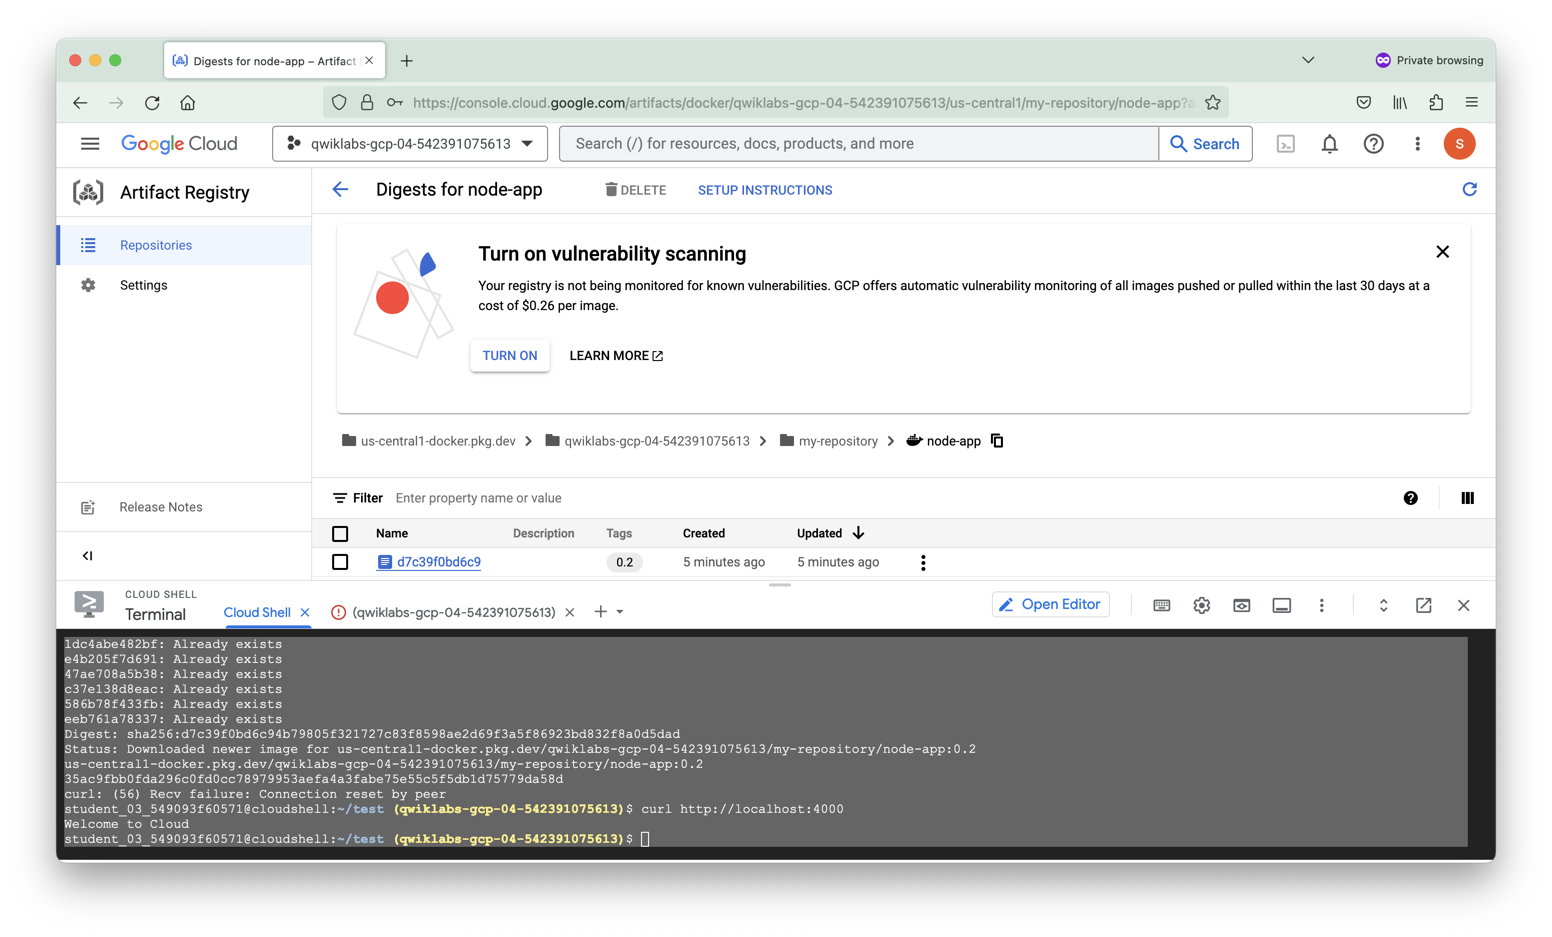 Digests for node-app – Artifact
Private browsing
https://console.cloud.google.com/artifacts/docker/qwiklabs-gcp-04-542391075613/us-central1/my-repository/node-app?a
Google Cloud
qwiklabs-gcp-04-542391075613
Search (/) for resources, docs, products, and more
Search
S
Artifact Registry
Digests for node-app
DELETE
SETUP INSTRUCTIONS
Repositories
Settings
Turn on vulnerability scanning
Your registry is not being monitored for known vulnerabilities. GCP offers automatic vulnerability monitoring of all images pushed or pulled within the last 30 days at a
cost of $0.26 per image.
TURN ON
LEARN MORE
us-central1-docker.pkg.dev > qwiklabs-gcp-04-542391075613 > my-repository > node-app
Release Notes
Filter Enter property name or value
Name Description Tags Created Updated
d7c39f0bd6c9 0.2 5 minutes ago 5 minutes ago
CLOUD SHELL
Terminal
Cloud Shell
(qwiklabs-gcp-04-542391075613)
Open Editor
1dc4abe482bf: Already exists
e4b205f7d691: Already exists
47ae708a5b38: Already exists
c37e138d8eac: Already exists
586b78f433fb: Already exists
eeb761a78337: Already exists
Digest: sha256:d7c39f0bd6c94b79805f321727c83f8598ae2d69f3a5f86923bd832f8a0d5dad
Status: Downloaded newer image for us-central1-docker.pkg.dev/qwiklabs-gcp-04-542391075613/my-repository/node-app:0.2
us-central1-docker.pkg.dev/qwiklabs-gcp-04-542391075613/my-repository/node-app:0.2
35ac9fbb0fda296c0fd0cc78979953aefa4a3fabe75e55c5f5db1d75779da58d
curl: (56) Recv failure: Connection reset by peer
student_03_549093f60571@cloudshell:~/test (qwiklabs-gcp-04-542391075613)$ curl http://localhost:4000
Welcome to Cloud
student_03_549093f60571@cloudshell:~/test (qwiklabs-gcp-04-542391075613)$